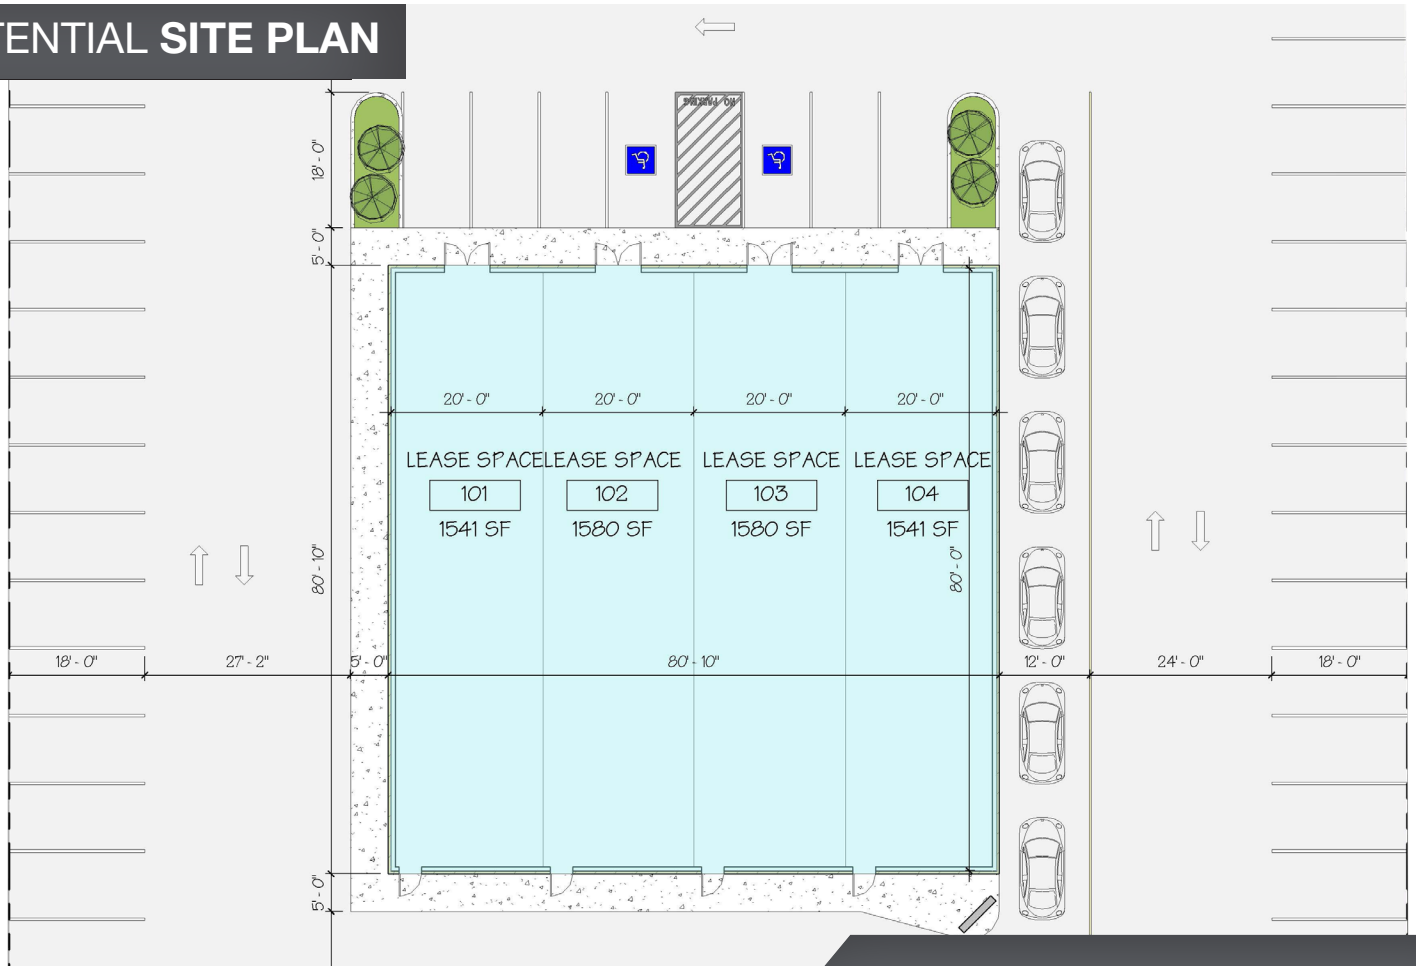 TENTIAL SITE PLAN
NO PARKING
18' - 0"
5' - 0"
20' - 0" 20' - 0" 20' - 0" 20' - 0"
LEASE SPACE LEASE SPACE LEASE SPACE LEASE SPACE
101 102 103 104
1541 SF 1580 SF 1580 SF 1541 SF
80' - 10"
80' - 0"
18' - 0" 27' - 2" 5' - 0" 80' - 10" 12' - 0" 24' - 0" 18' - 0"
5' - 0"